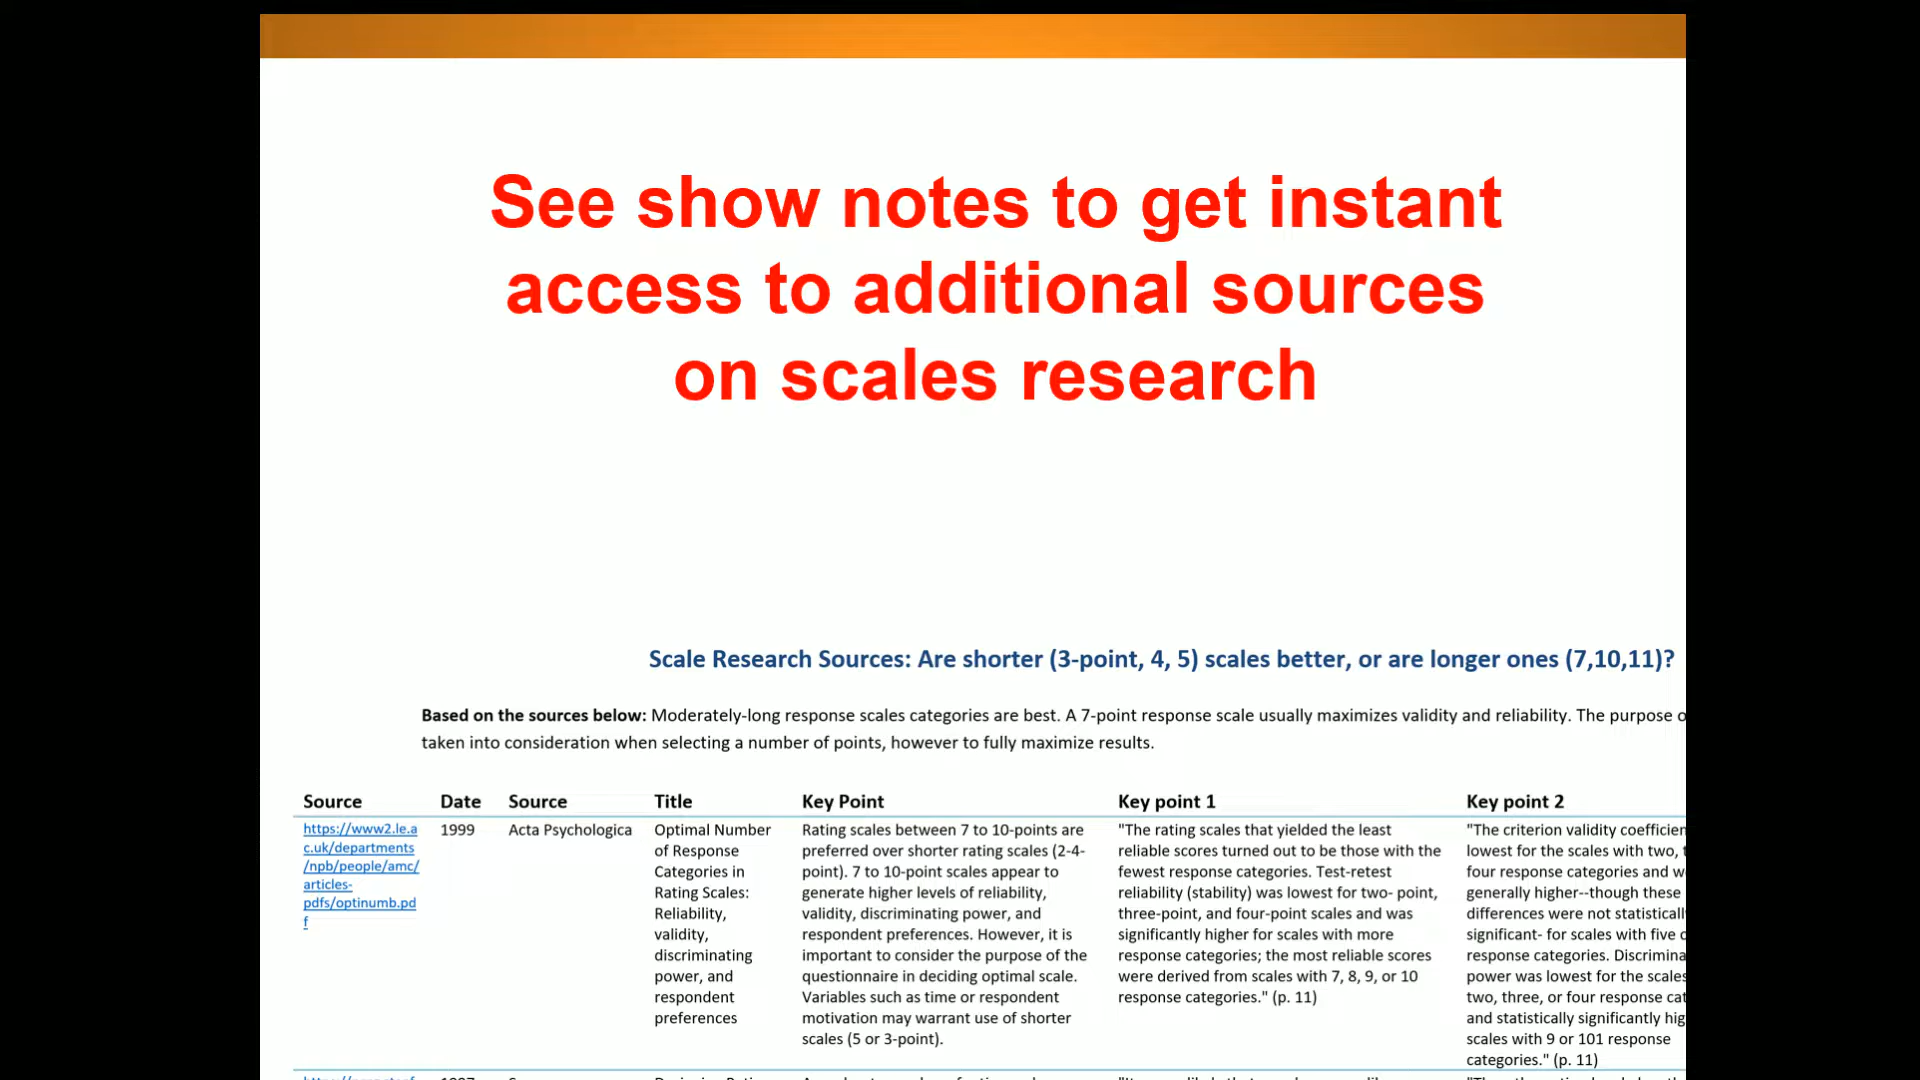 See show notes to get instant
access to additional sources
on scales research
Scale Research Sources: Are shorter (3-point, 4, 5) scales better, or are longer ones (7,10,11)?
Based on the sources below: Moderately-long response scales categories are best. A 7-point response scale usually maximizes validity and reliability. The purpose
taken into consideration when selecting a number of points, however to fully maximize results.
Source Date Source Title Key Point Key point 1 Key point 2
https://www2.le.a
c.uk/departments
/npb/people/amc/
articles-
pdfs/optinumb.pd
f
1999
Acta Psychologica
Optimal Number
of Response
Categories in
Rating Scales:
Reliability,
validity,
discriminating
power, and
respondent
preferences
Rating scales between 7 to 10-points are
preferred over shorter rating scales (2-4-
point). 7 to 10-point scales appear to
generate higher levels of reliability,
validity, discriminating power, and
respondent preferences. However, it is
important to consider the purpose of the
questionnaire in deciding optimal scale.
Variables such as time or respondent
motivation may warrant use of shorter
scales (5 or 3-point).
"The rating scales that yielded the least
reliable scores turned out to be those with the
fewest response categories. Test-retest
reliability (stability) was lowest for two- point,
three-point, and four-point scales and was
significantly higher for scales with more
response categories; the most reliable scores
were derived from scales with 7, 8, 9, or 10
response categories." (p. 11)
"The criterion validity
lowest for the scales with two,
four response categories and
generally higher--though these
differences were not
significant- for scales with five
response categories.
power was lowest for the scales
two, three, or four response
and statistically significantly
scales with 9 or 101 response
categories." (p. 11)